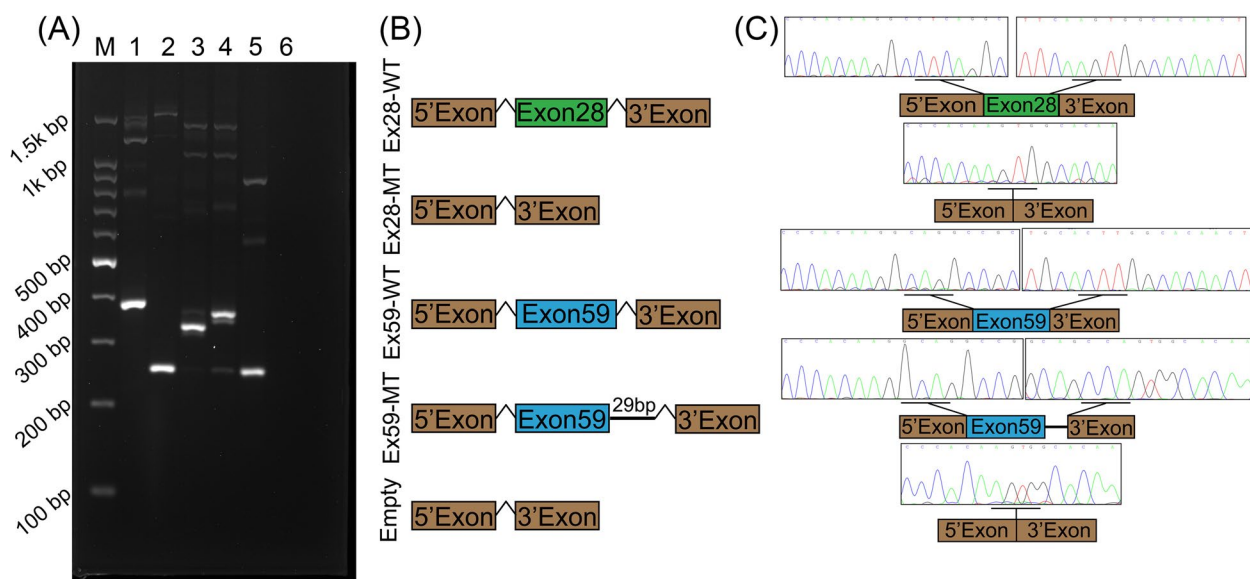 (A)
M 1 2 3 4 5 6
1.5k bp
1k bp
500 bp
400 bp
300 bp
200 bp
100 bp
(B)
Ex28-WT
5'Exon Exon28 3'Exon
Ex28-MT
5'Exon 3'Exon
Ex59-WT
5'Exon Exon59 3'Exon
Ex59-MT
29bp
5'Exon Exon59 3'Exon
Empty
5'Exon 3'Exon
(C)
5'Exon Exon28 3'Exon
5'Exon 3'Exon
5'Exon Exon59 3'Exon
5'Exon Exon59 3'Exon
5'Exon 3'Exon